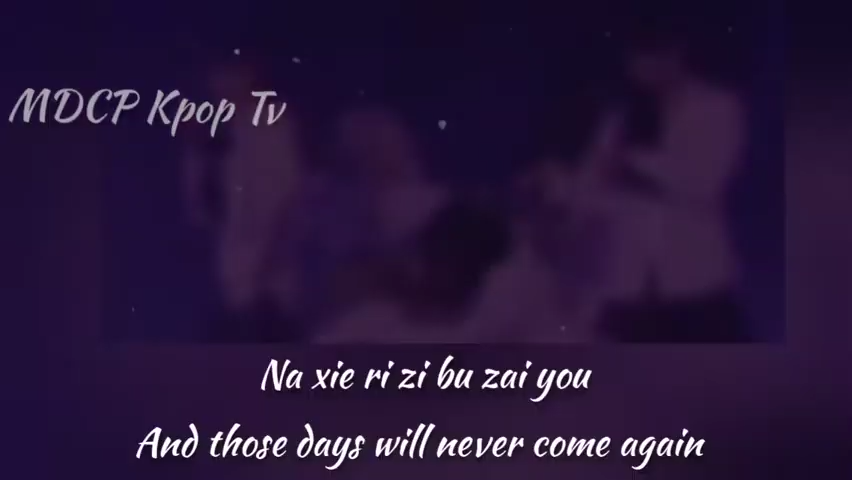 MDCP Kpop Tv
Na xie ri zi bu zai you
And those days will never come again